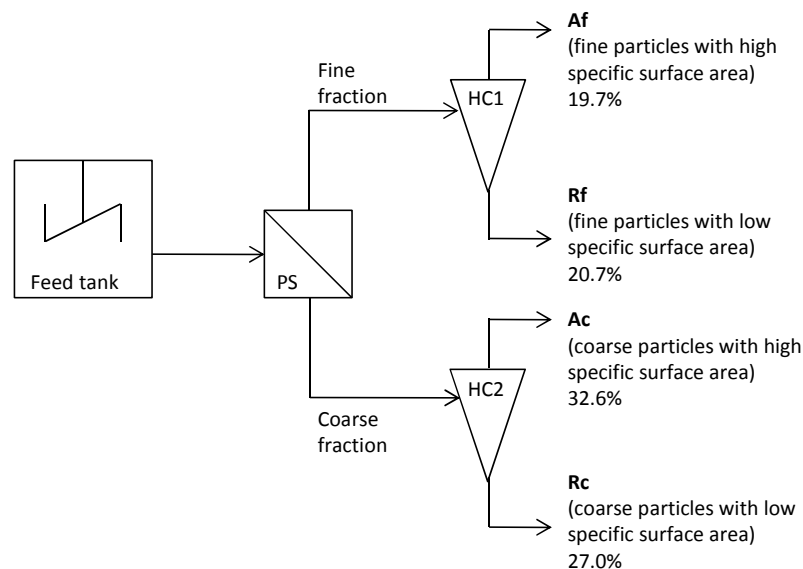 Af
(fine particles with high
specific surface area)
19.7%
Fine
fraction
HC1
Rf
(fine particles with low
specific surface area)
20.7%
Feed tank
PS
Ac
(coarse particles with high
specific surface area)
32.6%
HC2
Coarse
fraction
Rc
(coarse particles with low
specific surface area)
27.0%